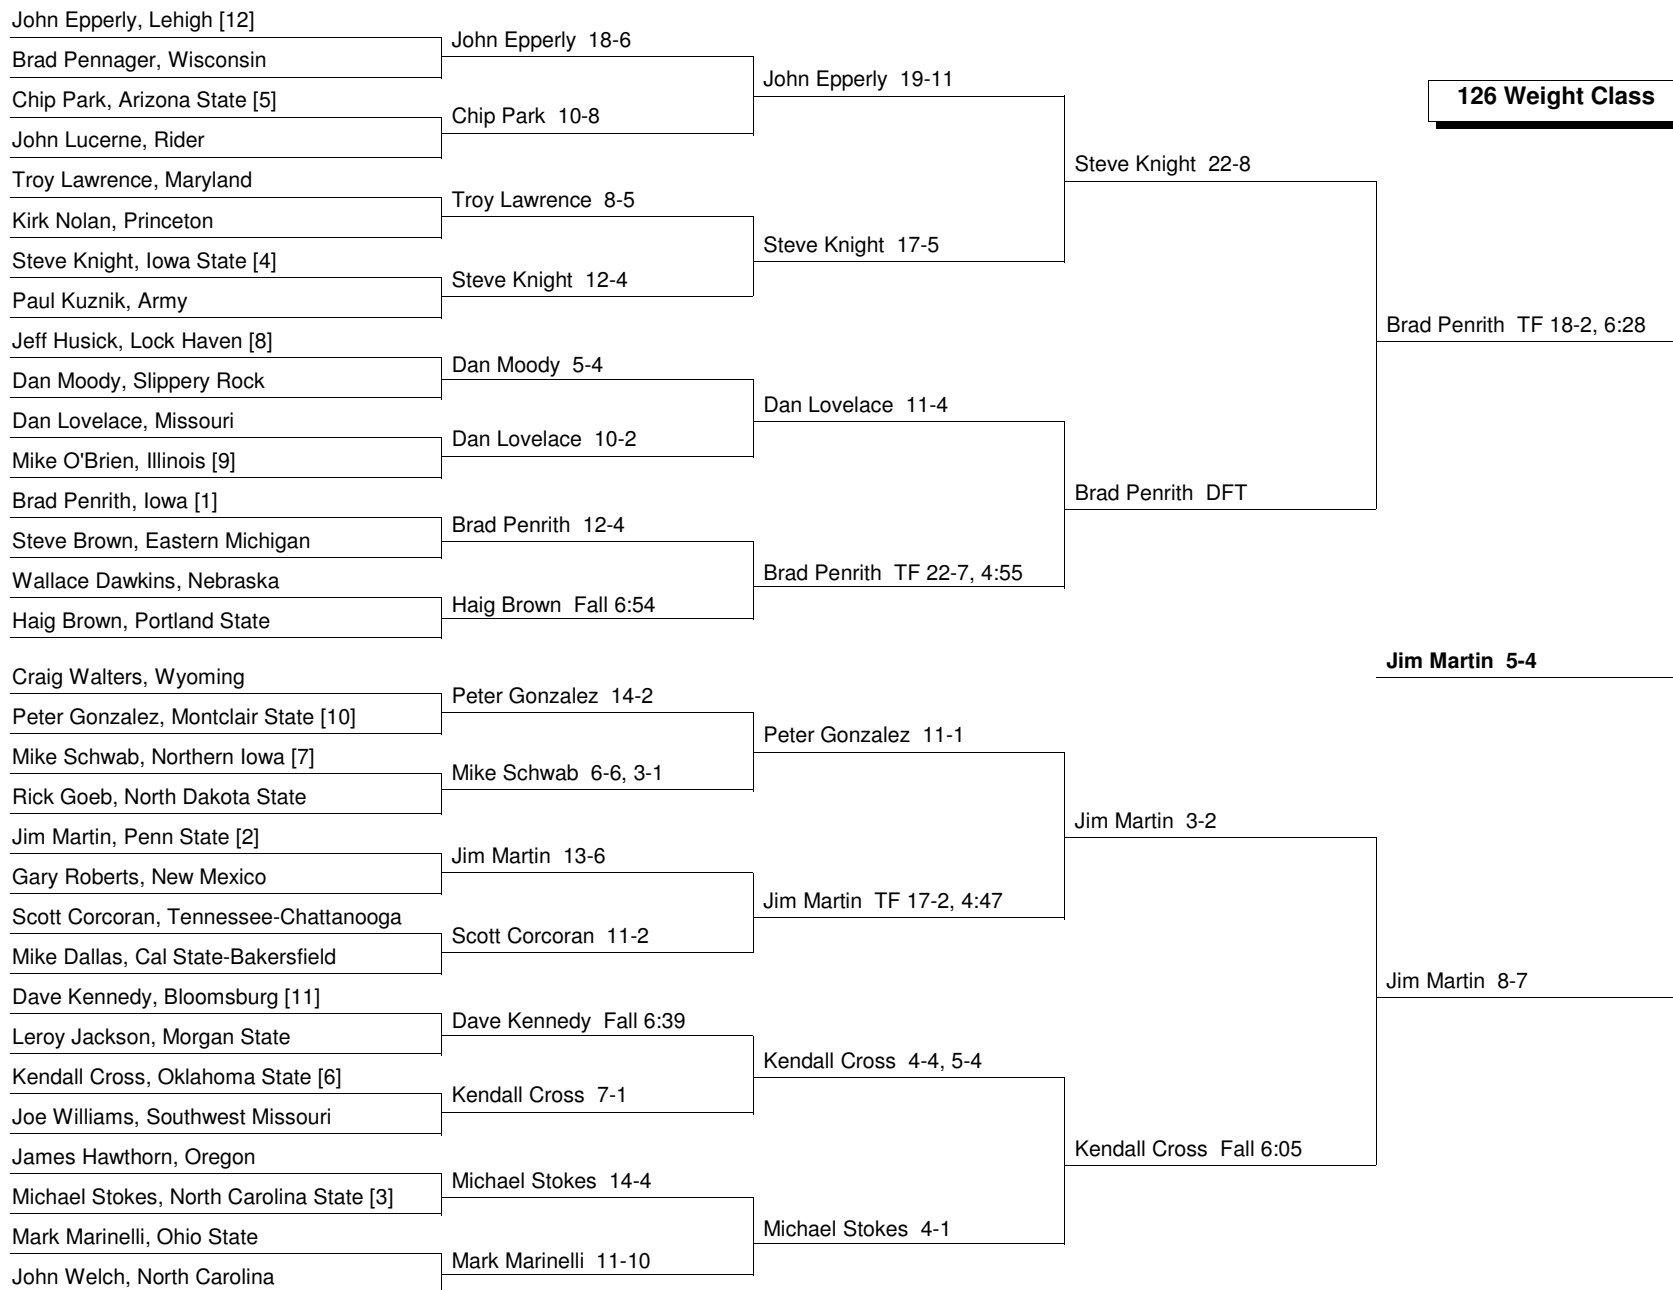 John Epperly, Lehigh [12]
Brad Pennager, Wisconsin
Chip Park, Arizona State [5]
John Lucerne, Rider
Troy Lawrence, Maryland
Kirk Nolan, Princeton
Steve Knight, Iowa State [4]
Paul Kuznik, Army
Jeff Husick, Lock Haven [8]
Dan Moody, Slippery Rock
Dan Lovelace, Missouri
Mike O'Brien, Illinois [9]
Brad Penrith, Iowa [1]
Steve Brown, Eastern Michigan
Wallace Dawkins, Nebraska
Haig Brown, Portland State
Craig Walters, Wyoming
Peter Gonzalez, Montclair State [10]
Mike Schwab, Northern Iowa [7]
Rick Goeb, North Dakota State
Jim Martin, Penn State [2]
Gary Roberts, New Mexico
Scott Corcoran, Tennessee-Chattanooga
Mike Dallas, Cal State-Bakersfield
Dave Kennedy, Bloomsburg [11]
Leroy Jackson, Morgan State
Kendall Cross, Oklahoma State [6]
Joe Williams, Southwest Missouri
James Hawthorn, Oregon
Michael Stokes, North Carolina State [3]
Mark Marinelli, Ohio State
John Welch, North Carolina
John Epperly 18-6
Chip Park 10-8
Troy Lawrence 8-5
Steve Knight 12-4
Dan Moody 5-4
Dan Lovelace 10-2
Brad Penrith 12-4
Haig Brown Fall 6:54
Peter Gonzalez 14-2
Mike Schwab 6-6, 3-1
Jim Martin 13-6
Scott Corcoran 11-2
Dave Kennedy Fall 6:39
Kendall Cross 7-1
Michael Stokes 14-4
Mark Marinelli 11-10
John Epperly 19-11
Steve Knight 17-5
Dan Lovelace 11-4
Brad Penrith TF 22-7, 4:55
Peter Gonzalez 11-1
Jim Martin TF 17-2, 4:47
Kendall Cross 4-4, 5-4
Michael Stokes 4-1
Steve Knight 22-8
Brad Penrith DFT
Jim Martin 3-2
Kendall Cross Fall 6:05
126 Weight Class
Brad Penrith TF 18-2, 6:28
Jim Martin 5-4
Jim Martin 8-7